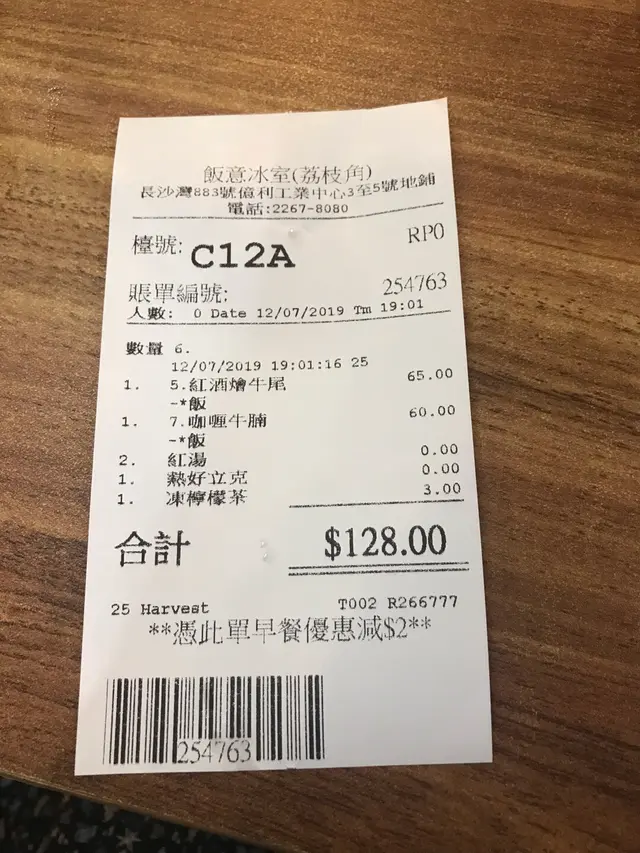 飯意冰室(荔枝角)
長沙灣883號億利工業中心3至5號地鋪
電話:2267-8080
檯號: C12A RP0
賬單編號: 254763
人數: 0 Date 12/07/2019 Tm 19:01
數量 6.
12/07/2019 19:01:16 25
1. 5.紅酒燴牛尾 65.00
-*飯
1. 7.咖喱牛腩 60.00
-*飯
2. 紅湯 0.00
1. 熱好立克 0.00
1. 凍檸檬茶 3.00
合計 $128.00
25 Harvest T002 R266777
**憑此單早餐優惠減$2**
254763